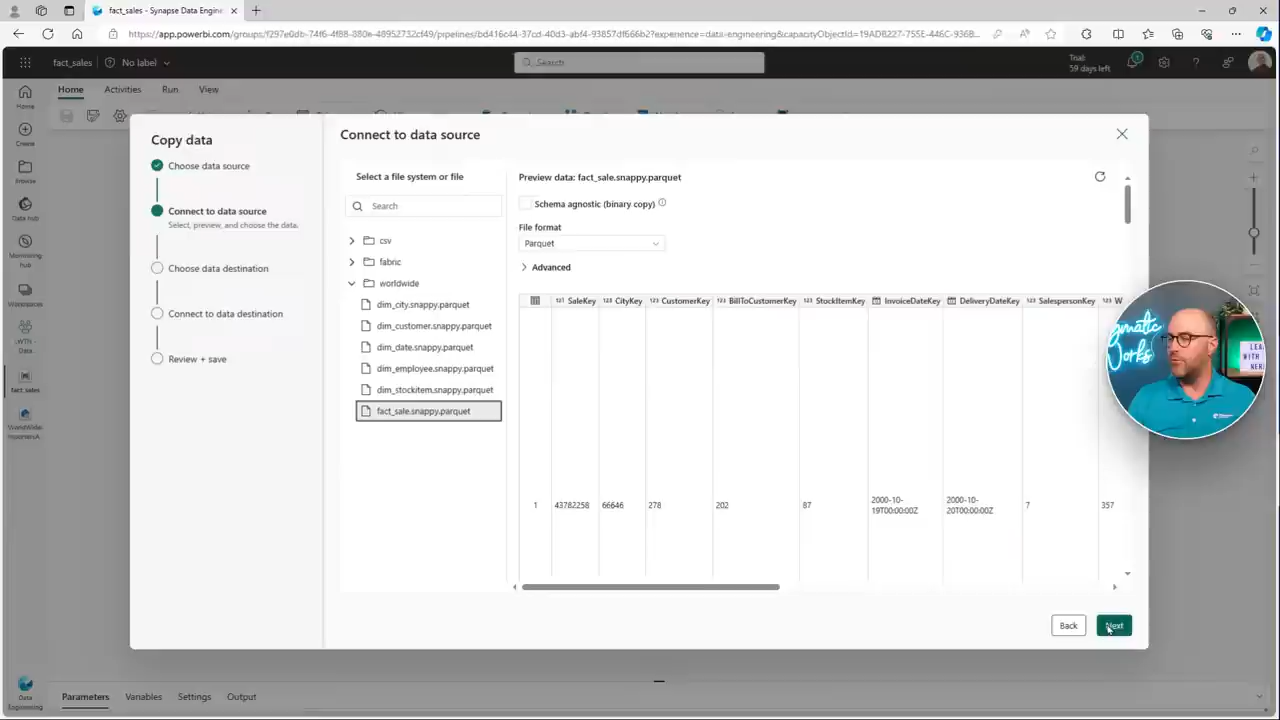 fact_sales - Synapse Data Engine
https://app.powerbi.com/groups/f297e0db-74f6-4f88-880e-48952732cf49/pipelines/bd416c44-37cd-40d3-abf4-93857df666b2?experience=data-engineering&capacityObjectId=19AD8227-755E-446C-936B...
fact_sales
No label
Search
Trial:
59 days left
Home
Activities
Run
View
Home
Create
Browse
Data hub
Monitoring
hub
Workspaces
Data
fact_sales
Data
Engineering
Copy data
Choose data source
Connect to data source
Select, preview, and choose the data.
Choose data destination
Connect to data destination
Review + save
Connect to data source
Select a file system or file
Search
csv
fabric
worldwide
dim_city.snappy.parquet
dim_customer.snappy.parquet
dim_date.snappy.parquet
dim_employee.snappy.parquet
dim_stockitem.snappy.parquet
fact_sale.snappy.parquet
Preview data: fact_sale.snappy.parquet
Schema agnostic (binary copy)
File format
Parquet
Advanced
SaleKey CityKey CustomerKey BillToCustomerKey StockItemKey InvoiceDateKey DeliveryDateKey SalespersonKey W
1 43782258 66646 278 202 87 2000-10-19T00:00:00Z 2000-10-20T00:00:00Z 7 357
Back
Next
Parameters
Variables
Settings
Output
gmatic
Works
LEA
WITH
NER